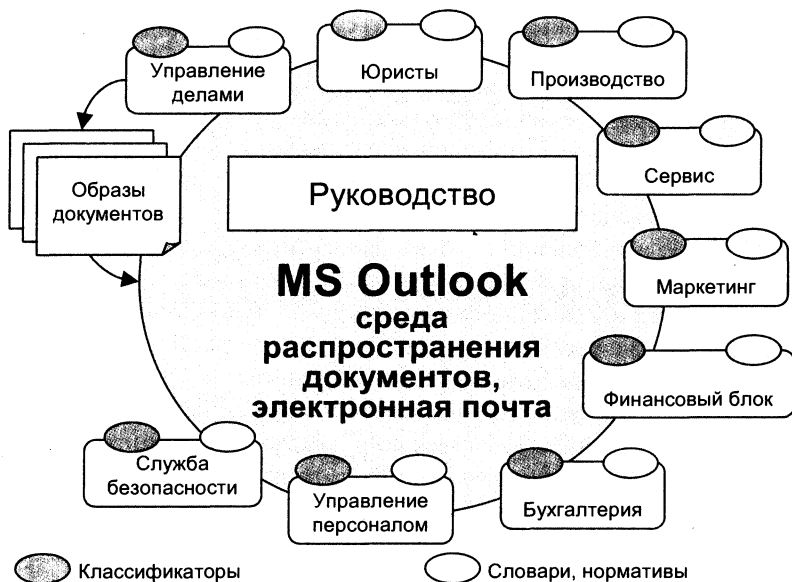 Управление
делами
Юристы
Производство
Сервис
Образы
документов
Руководство
Маркетинг
MS Outlook
среда
распространения
документов,
электронная почта
Финансовый блок
Служба
безопасности
Управление
персоналом
Бухгалтерия
Классификаторы
Словари, нормативы